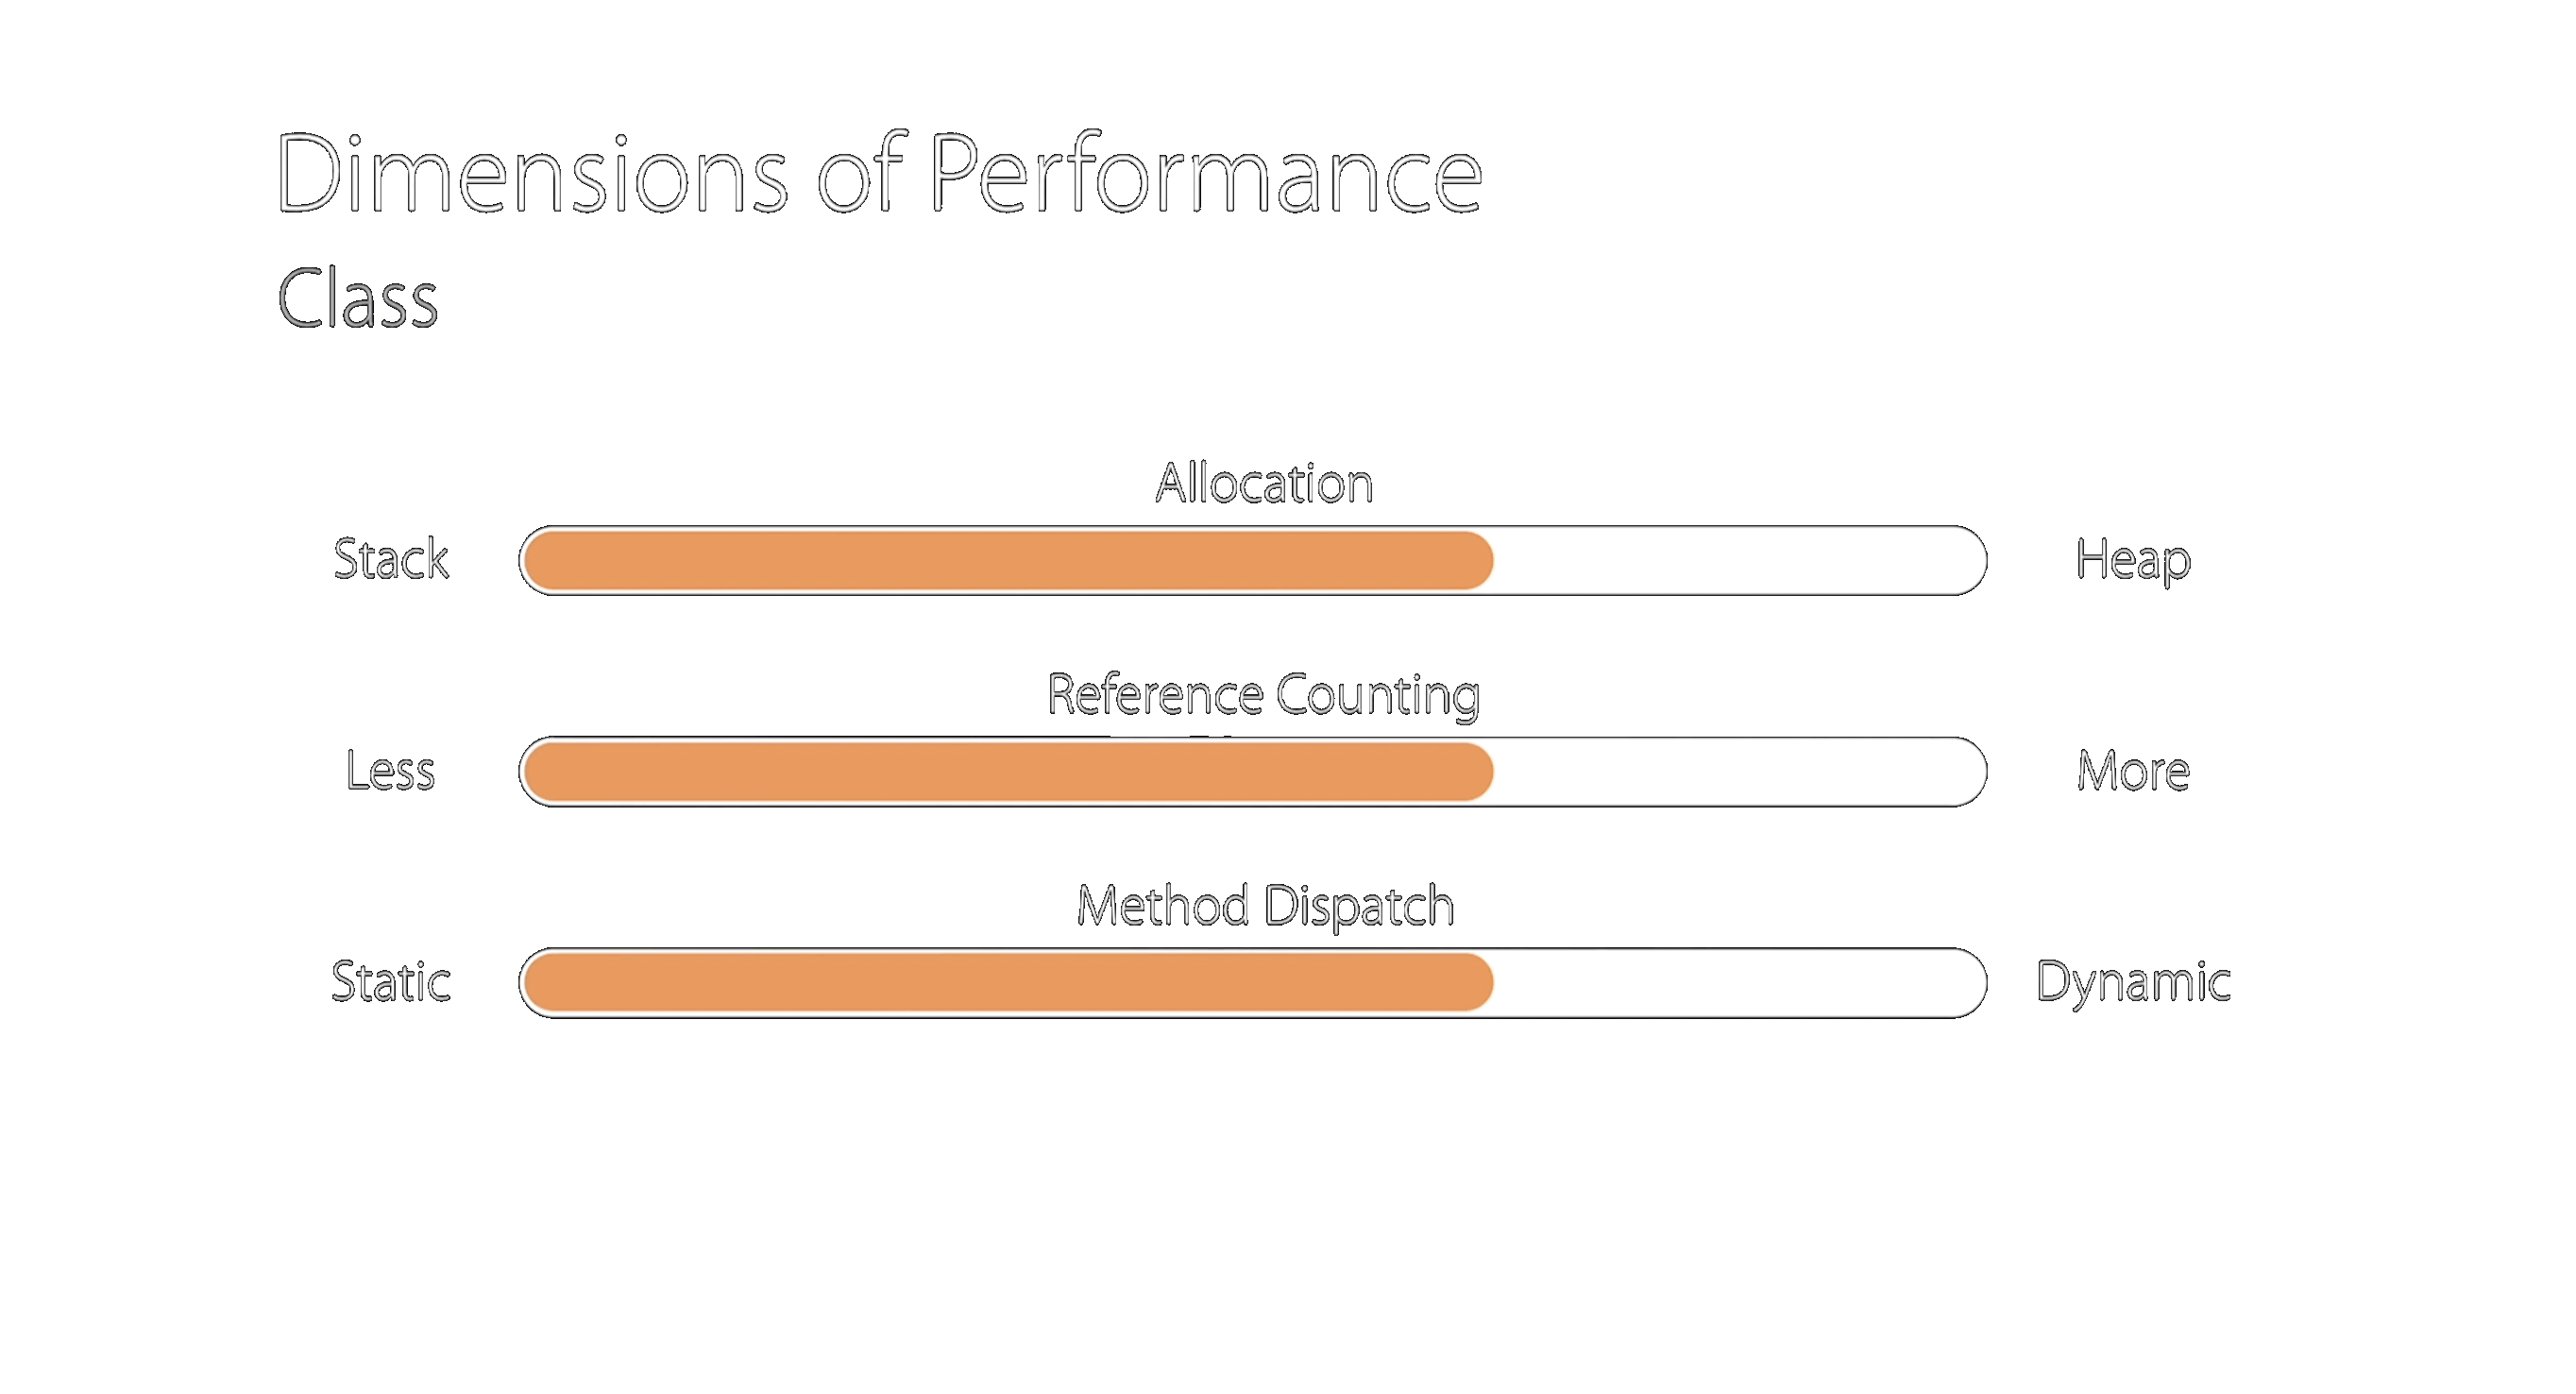 Dimensions of Performance
Class
Allocation
Stack
Heap
Reference Counting
Less
More
Method Dispatch
Static
Dynamic